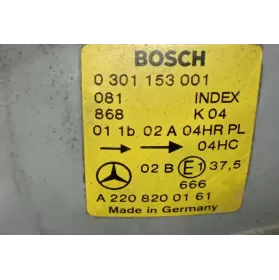 BOSCH
0 301 153 001
081 INDEX
868 K 04
01 1b 02 A 04HR PL
04HC
02 B E1 37,5
666
A 220 820 01 61
Made in Germany